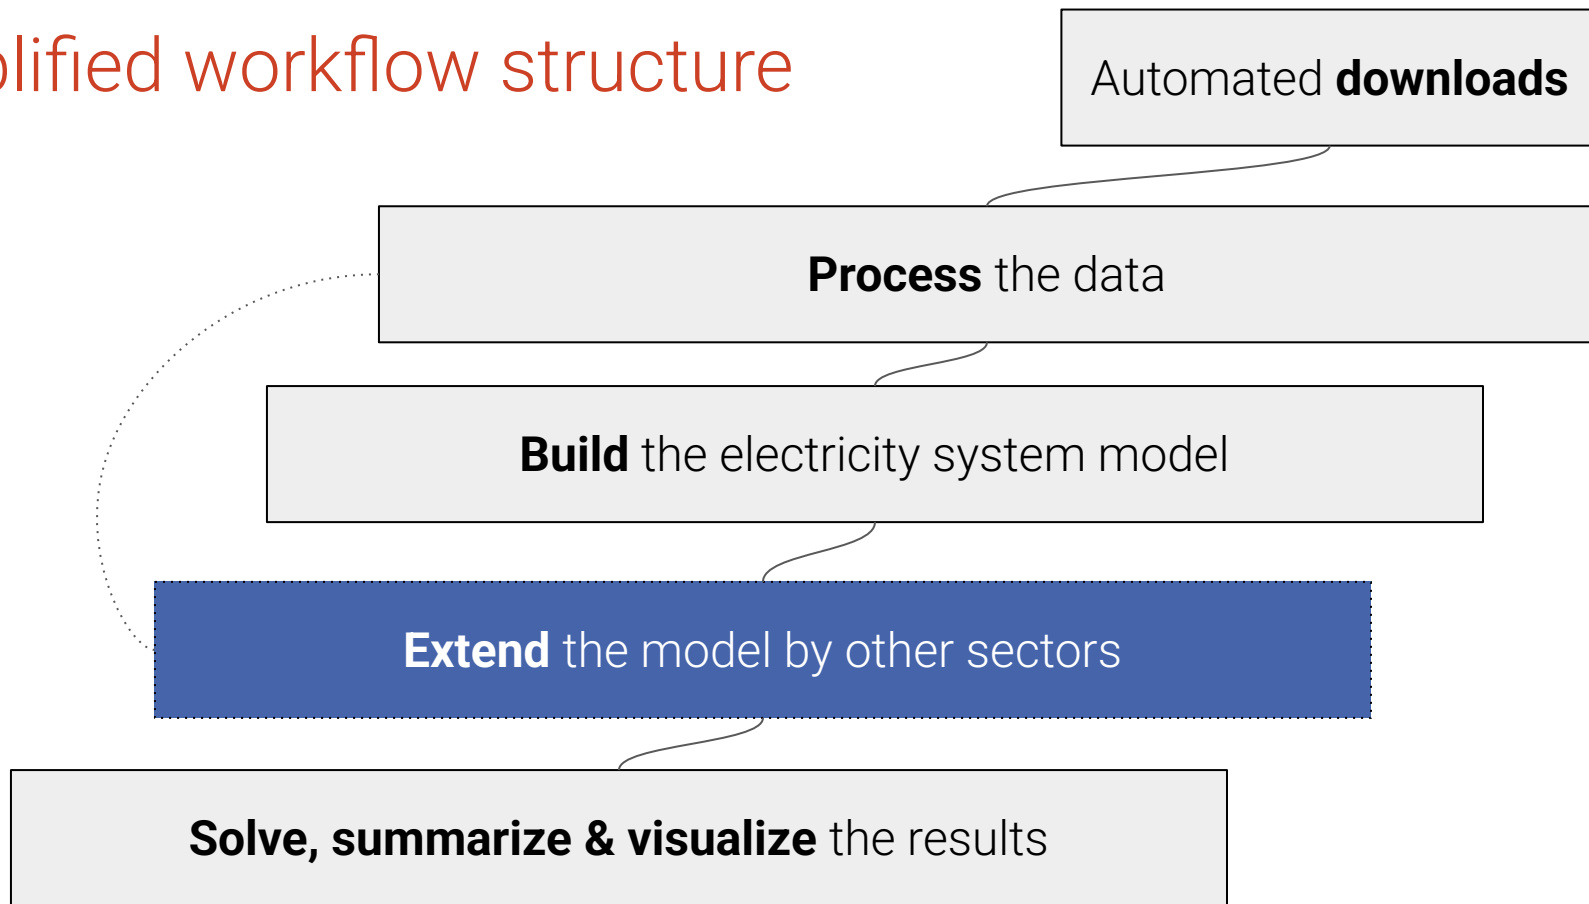 plified workflow structure
Automated downloads
Process the data
Build the electricity system model
Extend the model by other sectors
Solve, summarize & visualize the results